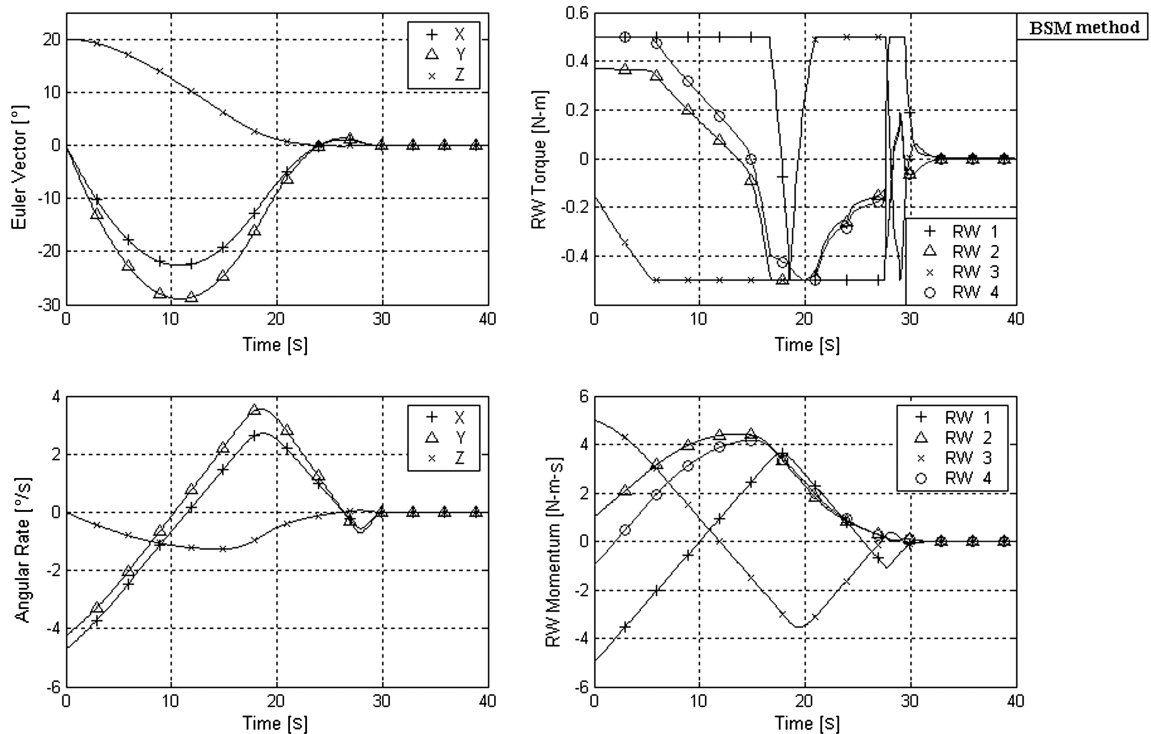 BSM method
Euler Vector [°]
20
10
0
-10
-20
-30
0 10 20 30 40
Time [s]
X
Y
Z
RW Torque [N-m]
0.6
0.4
0.2
0
-0.2
-0.4
0 10 20 30 40
Time [s]
RW 1
RW 2
RW 3
RW 4
Angular Rate [°/s]
4
2
0
-2
-4
-6
0 10 20 30 40
Time [s]
X
Y
Z
RW Momentum [N-m-s]
6
4
2
0
-2
-4
-6
0 10 20 30 40
Time [s]
RW 1
RW 2
RW 3
RW 4